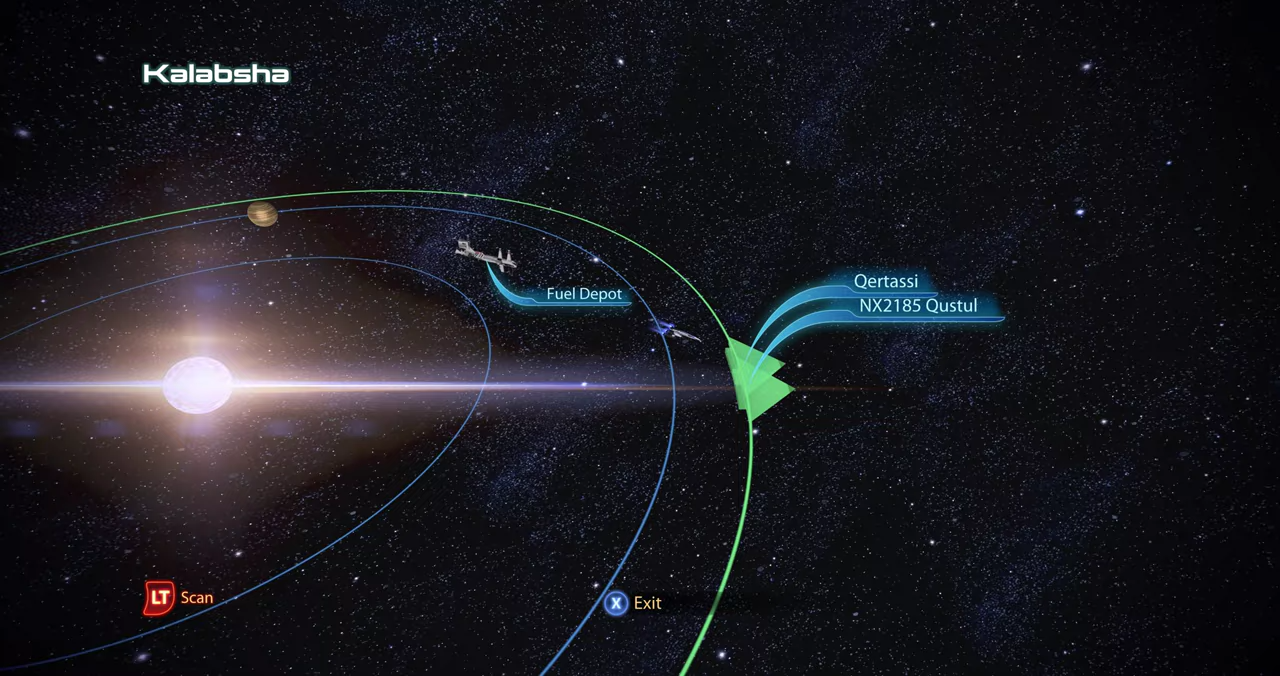 Kalabsha
Qertassi
Fuel Depot
NX2185 Qustul
LT Scan
X Exit